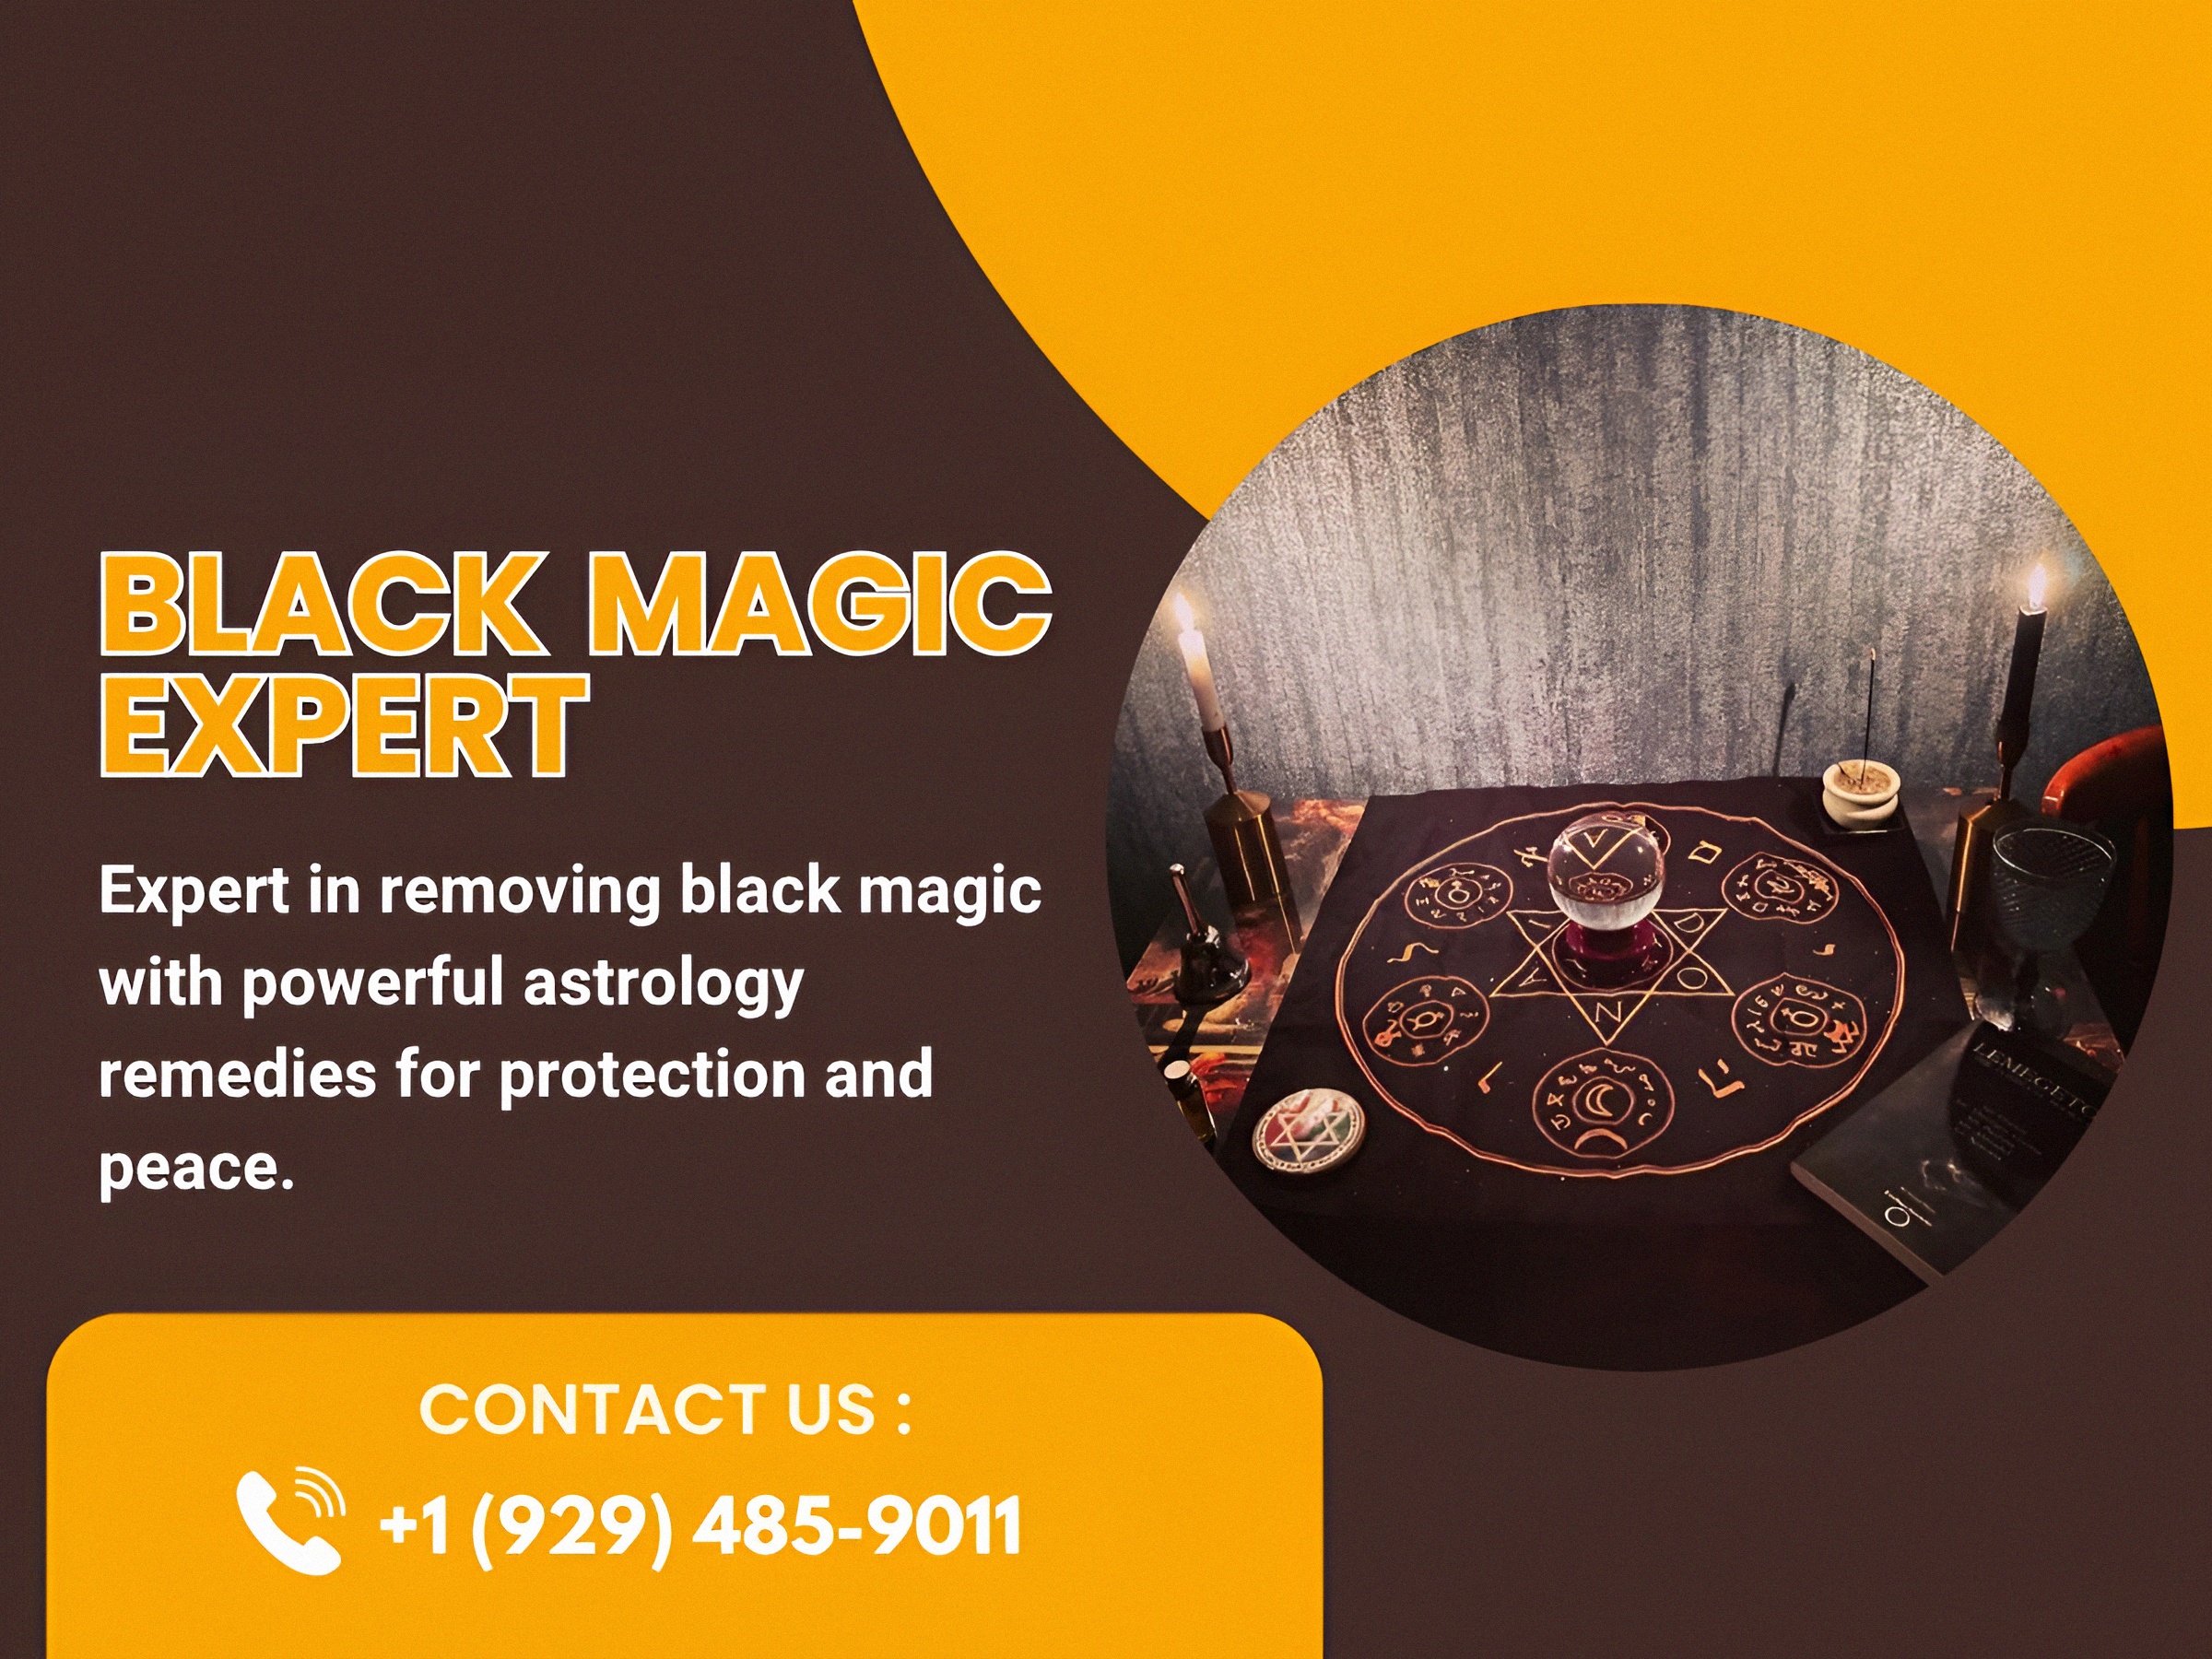 BLACK MAGIC
EXPERT
Expert in removing black magic
with powerful astrology
remedies for protection and
peace.
CONTACT US :
+1 (929) 485-9011